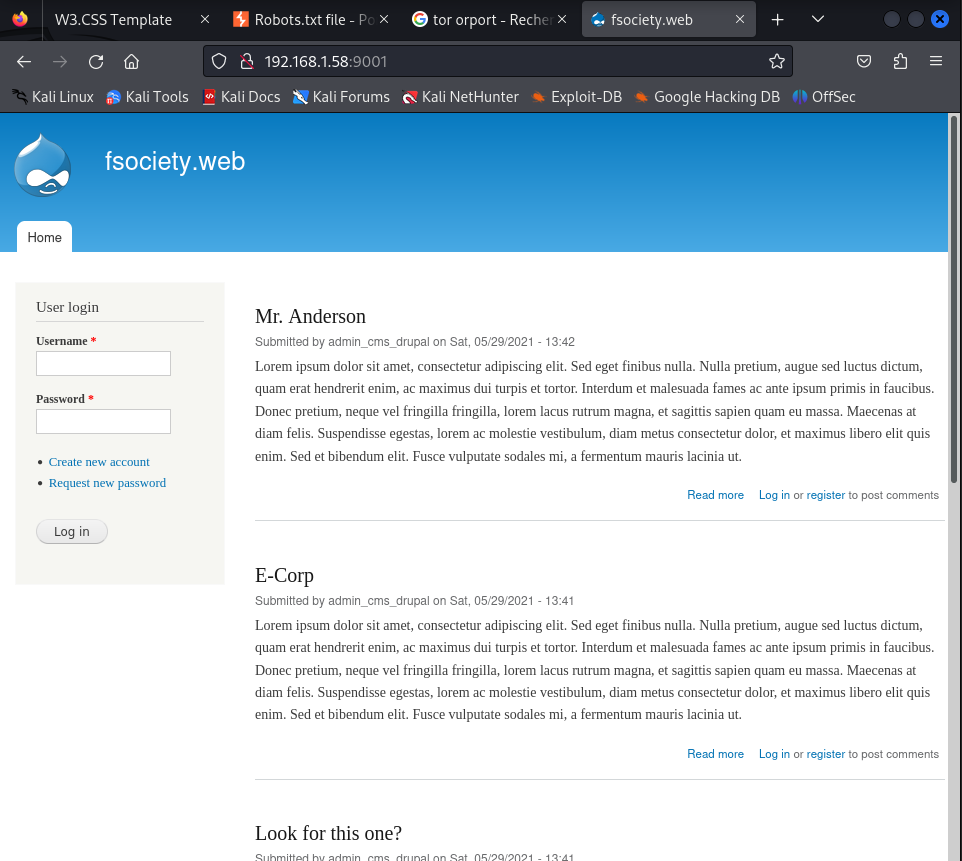 W3.CSS Template
Robots.txt file - Po
tor orport - Recher
fsociety.web
192.168.1.58:9001
Kali Linux
Kali Tools
Kali Docs
Kali Forums
Kali NetHunter
Exploit-DB
Google Hacking DB
OffSec
fsociety.web
Home
User login
Username *
Password *
Create new account
Request new password
Log in
Mr. Anderson
Submitted by admin_cms_drupal on Sat, 05/29/2021 - 13:42
Lorem ipsum dolor sit amet, consectetur adipiscing elit. Sed eget finibus nulla. Nulla pretium, augue sed luctus dictum,
quam erat hendrerit enim, ac maximus dui turpis et tortor. Interdum et malesuada fames ac ante ipsum primis in faucibus.
Donec pretium, neque vel fringilla fringilla, lorem lacus rutrum magna, et sagittis sapien quam eu massa. Maecenas at
diam felis. Suspendisse egestas, lorem ac molestie vestibulum, diam metus consectetur dolor, et maximus libero elit quis
enim. Sed et bibendum elit. Fusce vulputate sodales mi, a fermentum mauris lacinia ut.
Read more Log in or register to post comments
E-Corp
Submitted by admin_cms_drupal on Sat, 05/29/2021 - 13:41
Lorem ipsum dolor sit amet, consectetur adipiscing elit. Sed eget finibus nulla. Nulla pretium, augue sed luctus dictum,
quam erat hendrerit enim, ac maximus dui turpis et tortor. Interdum et malesuada fames ac ante ipsum primis in faucibus.
Donec pretium, neque vel fringilla fringilla, lorem lacus rutrum magna, et sagittis sapien quam eu massa. Maecenas at
diam felis. Suspendisse egestas, lorem ac molestie vestibulum, diam metus consectetur dolor, et maximus libero elit quis
enim. Sed et bibendum elit. Fusce vulputate sodales mi, a fermentum mauris lacinia ut.
Read more Log in or register to post comments
Look for this one?
Submitted by admin_cms_drupal on Sat, 05/29/2021 - 13:41